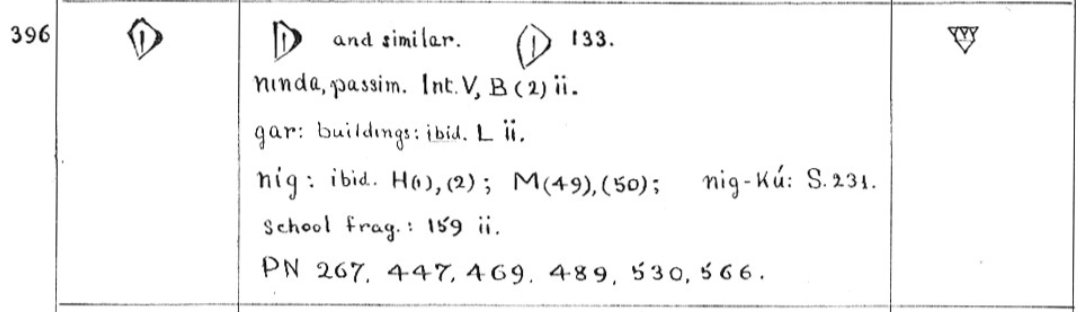 396 and similar. 133.
ninda, passim. Int. V, B (2) ii.
gar: buildings: ibid. L ii.
níg: ibid. H(1), (2); M(49), (50); nig-Kú: S. 231.
School frag.: 159 ii.
PN 267, 447, 469, 489, 530, 566.